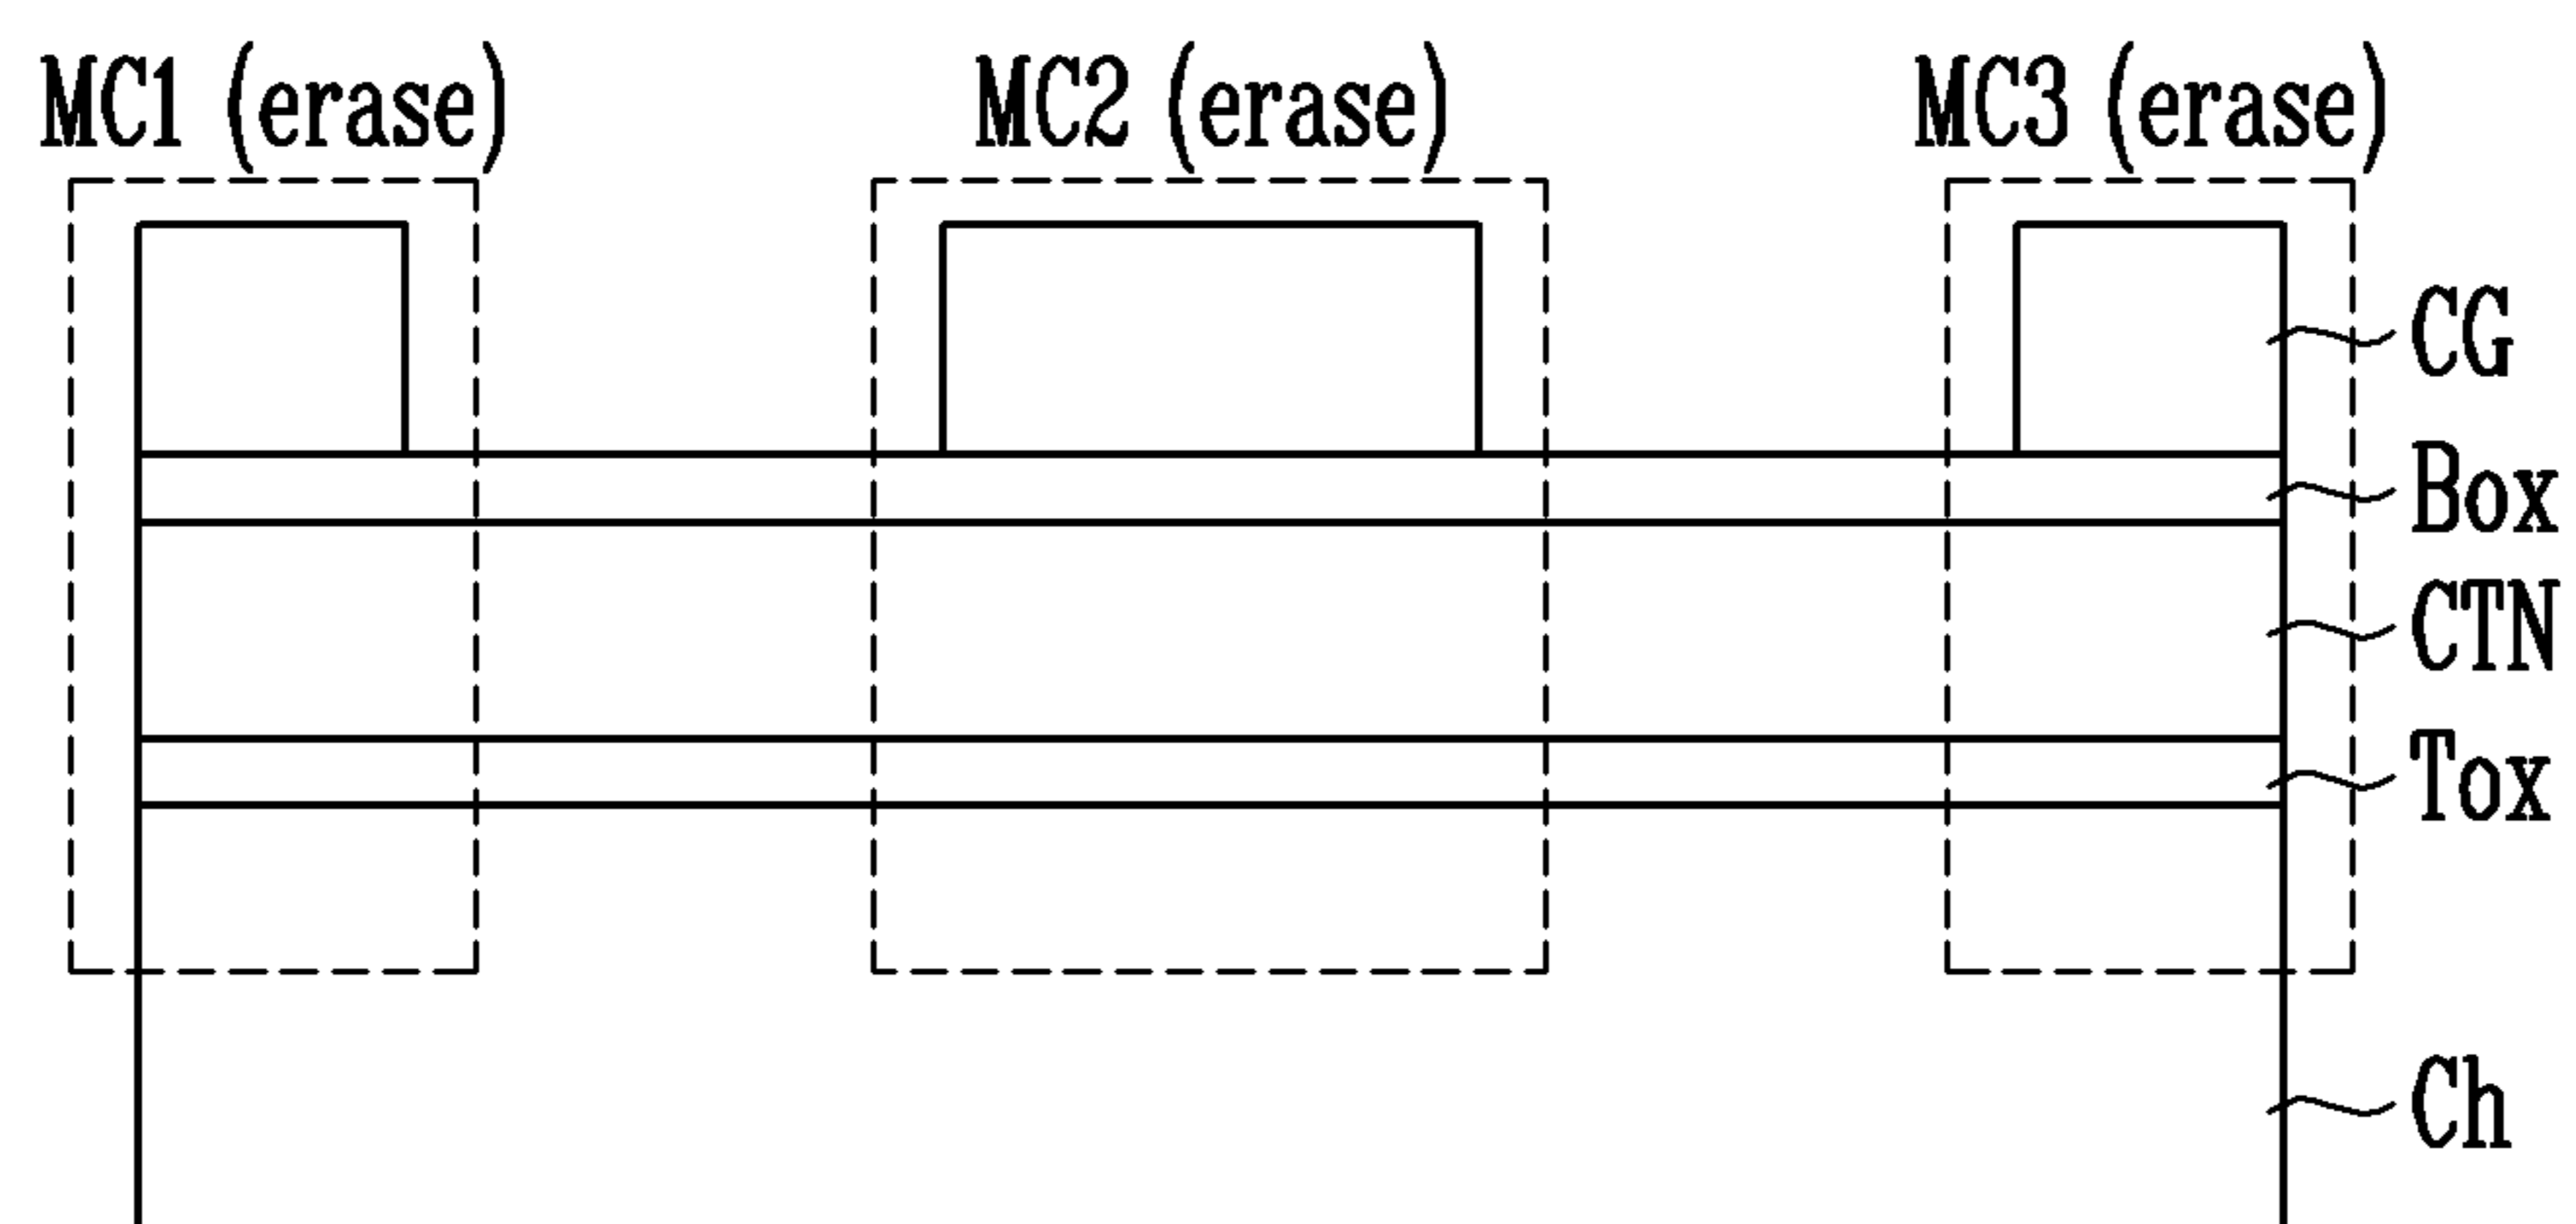 MC1 (erase) MC2 (erase) MC3 (erase)
CG
Box
CTN
Tox
Ch